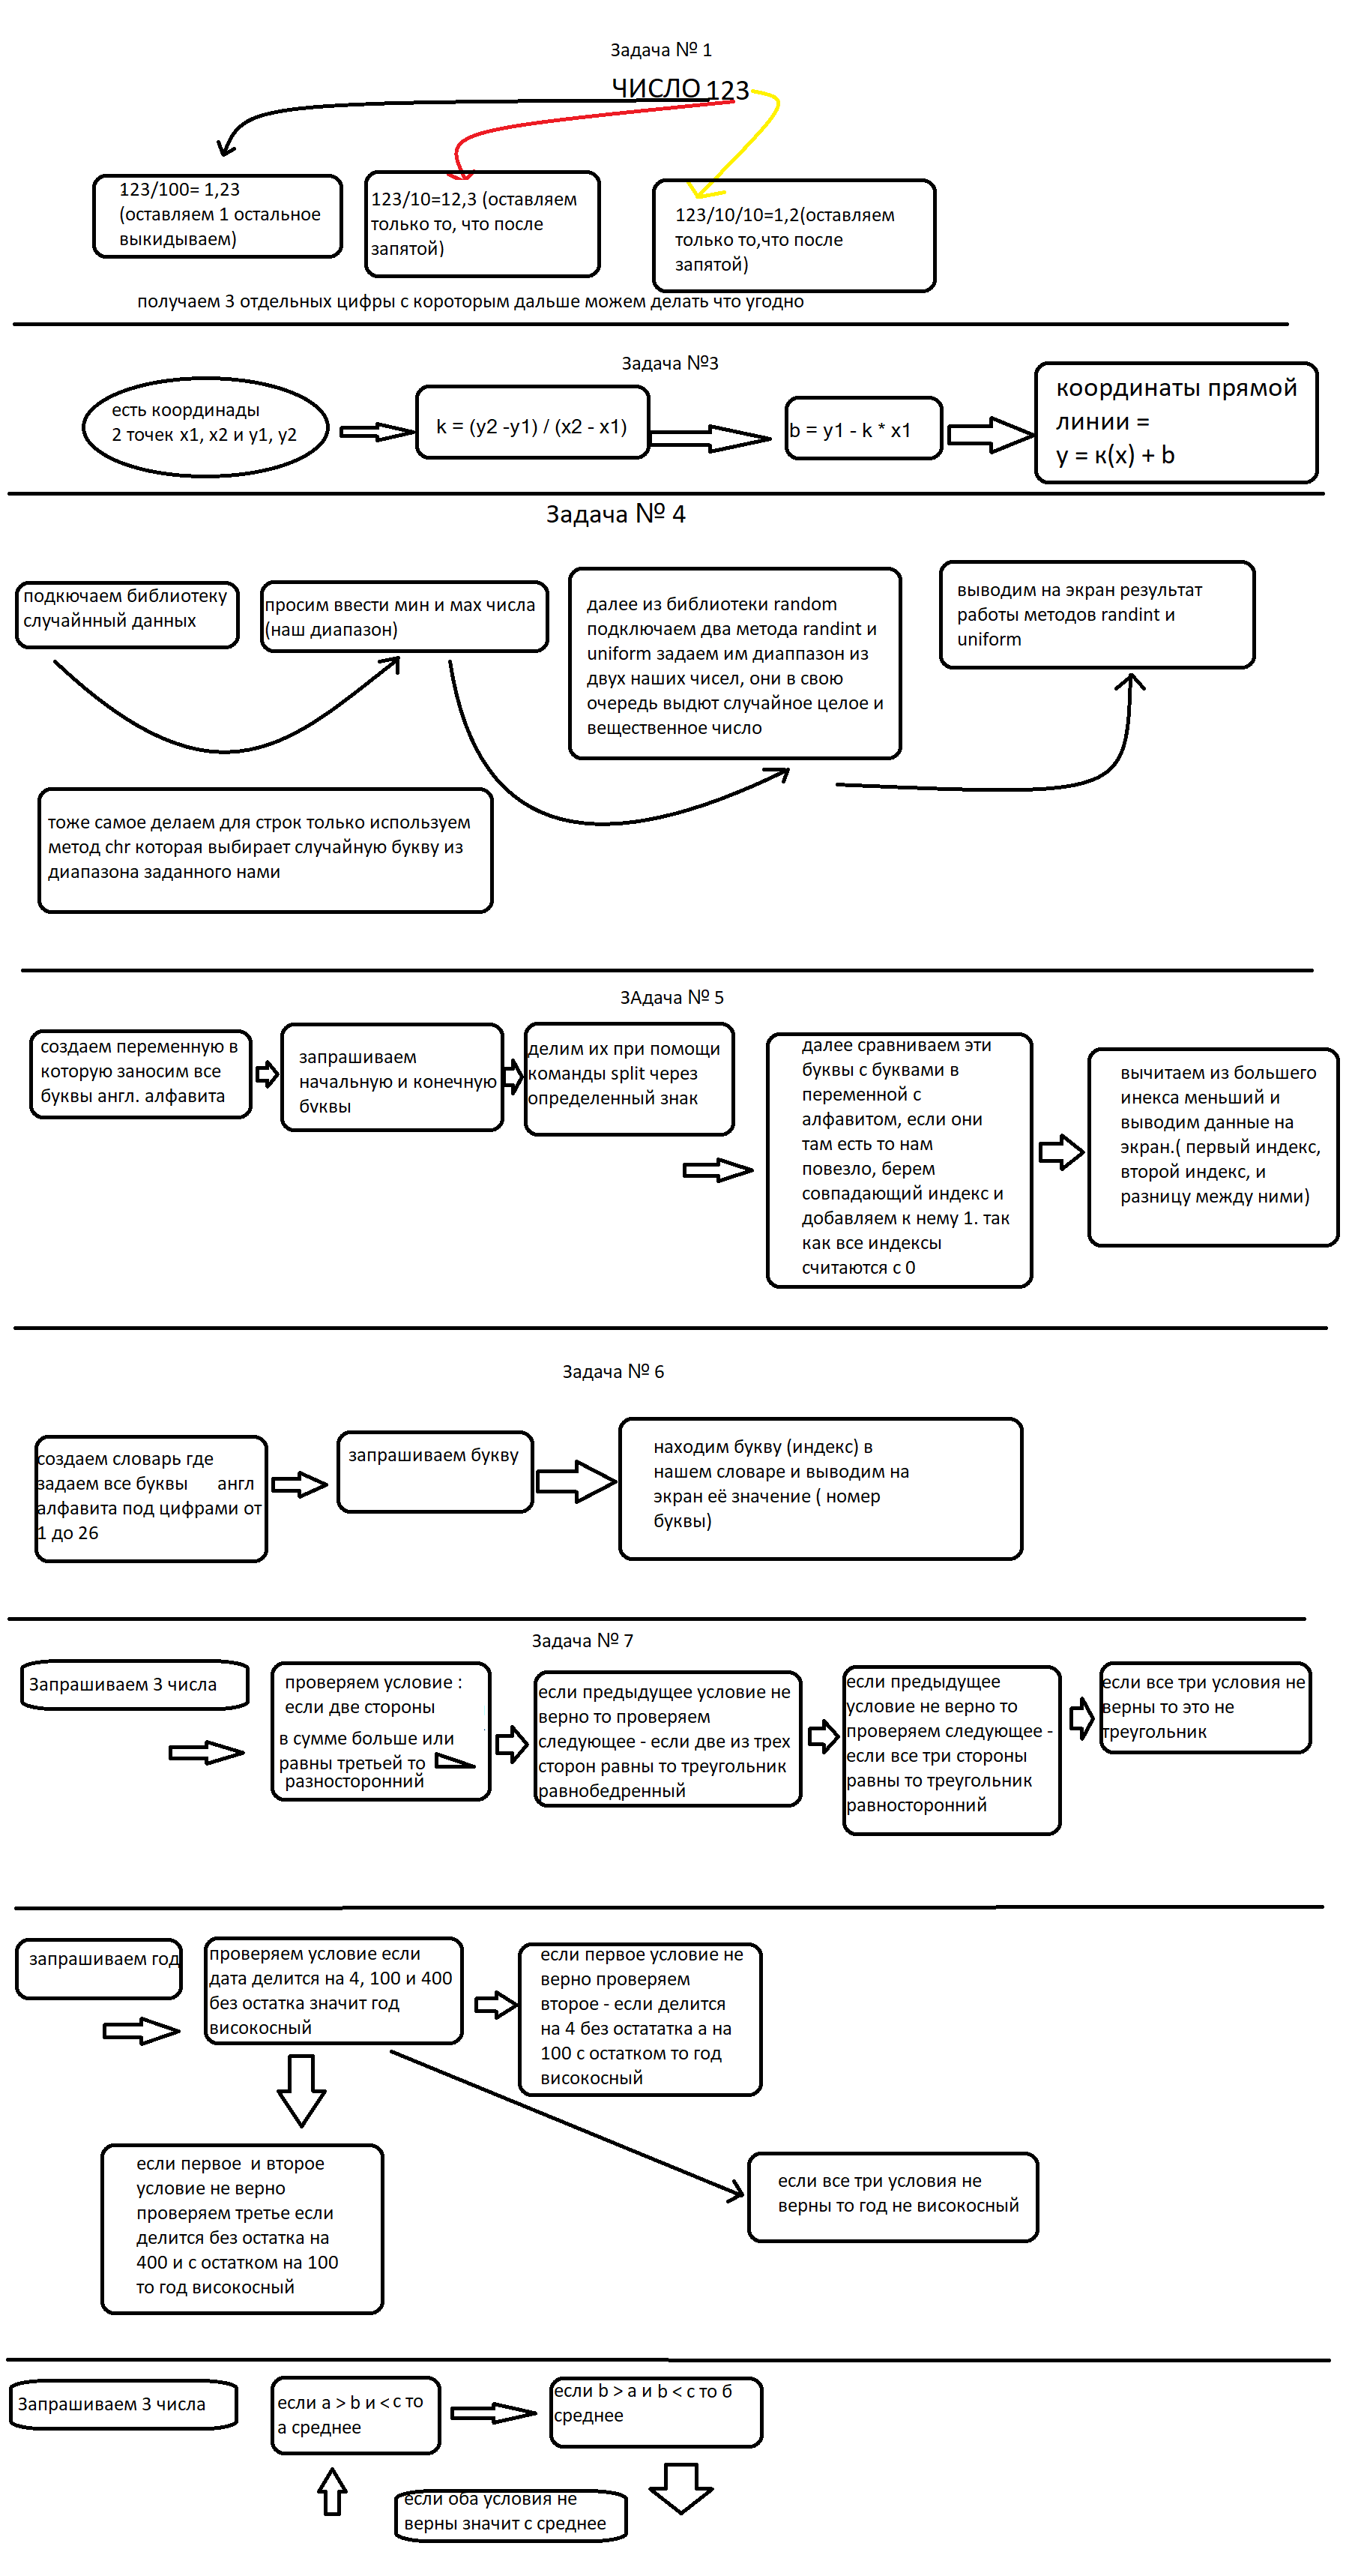 Задача № 1
ЧИСЛО 123
123/100= 1,23
(оставляем 1 остальное
выкидываем)
123/10=12,3 (оставляем
только то, что после
запятой)
123/10/10=1,2(оставляем
только то,что после
запятой)
получаем 3 отдельных цифры с короторым дальше можем делать что угодно
Задача №3
есть координады
2 точек x1, x2 и y1, y2
k = (y2 -y1) / (x2 - x1)
b = y1 - k * x1
координаты прямой
линии =
y = к(x) + b
Задача № 4
подкючаем библиотеку
случайнный данных
просим ввести мин и мах числа
(наш диапазон)
далее из библиотеки random
подключаем два метода randint и
uniform задаем им диаппазон из
двух наших чисел, они в свою
очередь выдют случайное целое и
вещественное число
выводим на экран результат
работы методов randint и
uniform
тоже самое делаем для строк только используем
метод chr которая выбирает случайную букву из
диапазона заданного нами
ЗАдача № 5
создаем переменную в
которую заносим все
буквы англ. алфавита
запрашиваем
начальную и конечную
буквы
делим их при помощи
команды split через
определенный знак
далее сравниваем эти
буквы с буквами в
переменной с
алфавитом, если они
там есть то нам
повезло, берем
совпадающий индекс и
добавляем к нему 1. так
как все индексы
считаются с 0
вычитаем из большего
инекса меньший и
выводим данные на
экран.( первый индекс,
второй индекс, и
разницу между ними)
Задача № 6
создаем словарь где
задаем все буквы англ
алфавита под цифрами от
1 до 26
запрашиваем букву
находим букву (индекс) в
нашем словаре и выводим на
экран её значение ( номер
буквы)
Задача № 7
Запрашиваем 3 числа
проверяем условие :
если две стороны
в сумме больше или
равны третьей то
разносторонний
если предыдущее условие не
верно то проверяем
следующее - если две из трех
сторон равны то треугольник
равнобедренный
если предыдущее
условие не верно то
проверяем следующее -
если все три стороны
равны то треугольник
равносторонний
если все три условия не
верны то это не
треугольник
запрашиваем год
проверяем условие если
дата делится на 4, 100 и 400
без остатка значит год
високосный
если первое условие не
верно проверяем
второе - если делится
на 4 без остататка а на
100 с остатком то год
високосный
если первое и второе
условие не верно
проверяем третье если
делится без остатка на
400 и с остатком на 100
то год високосный
если все три условия не
верны то год не високосный
Запрашиваем 3 числа
если a > b и < c то
а среднее
если b > a и b < c то б
среднее
если оба условия не
верны значит с среднее